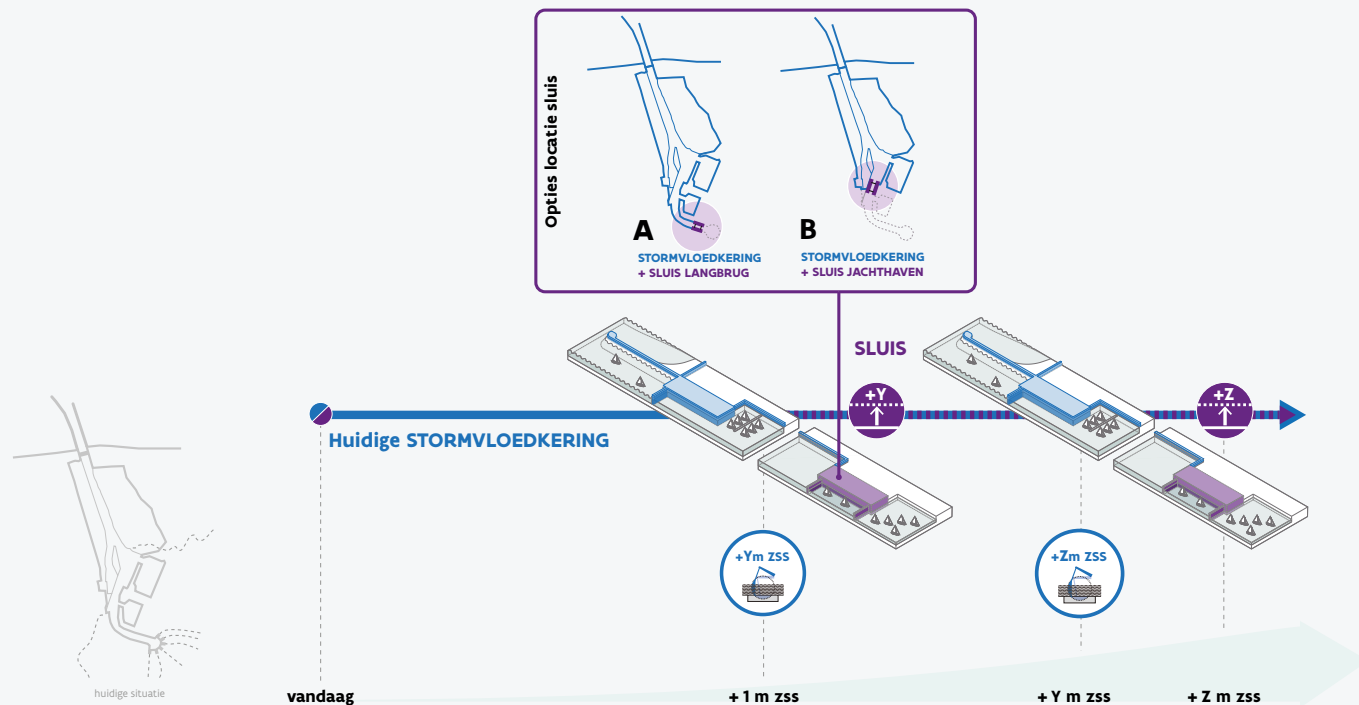 Opties locatie sluis
A
STORMVLOEDKERING
+ SLUIS LANGBRUG
B
STORMVLOEDKERING
+ SLUIS JACHTHAVEN
SLUIS
+Y
+Z
Huidige STORMVLOEDKERING
+Ym ZSS
+Zm ZSS
huidige situatie
vandaag
+ 1 m zss
+ Y m zss
+ Z m zss